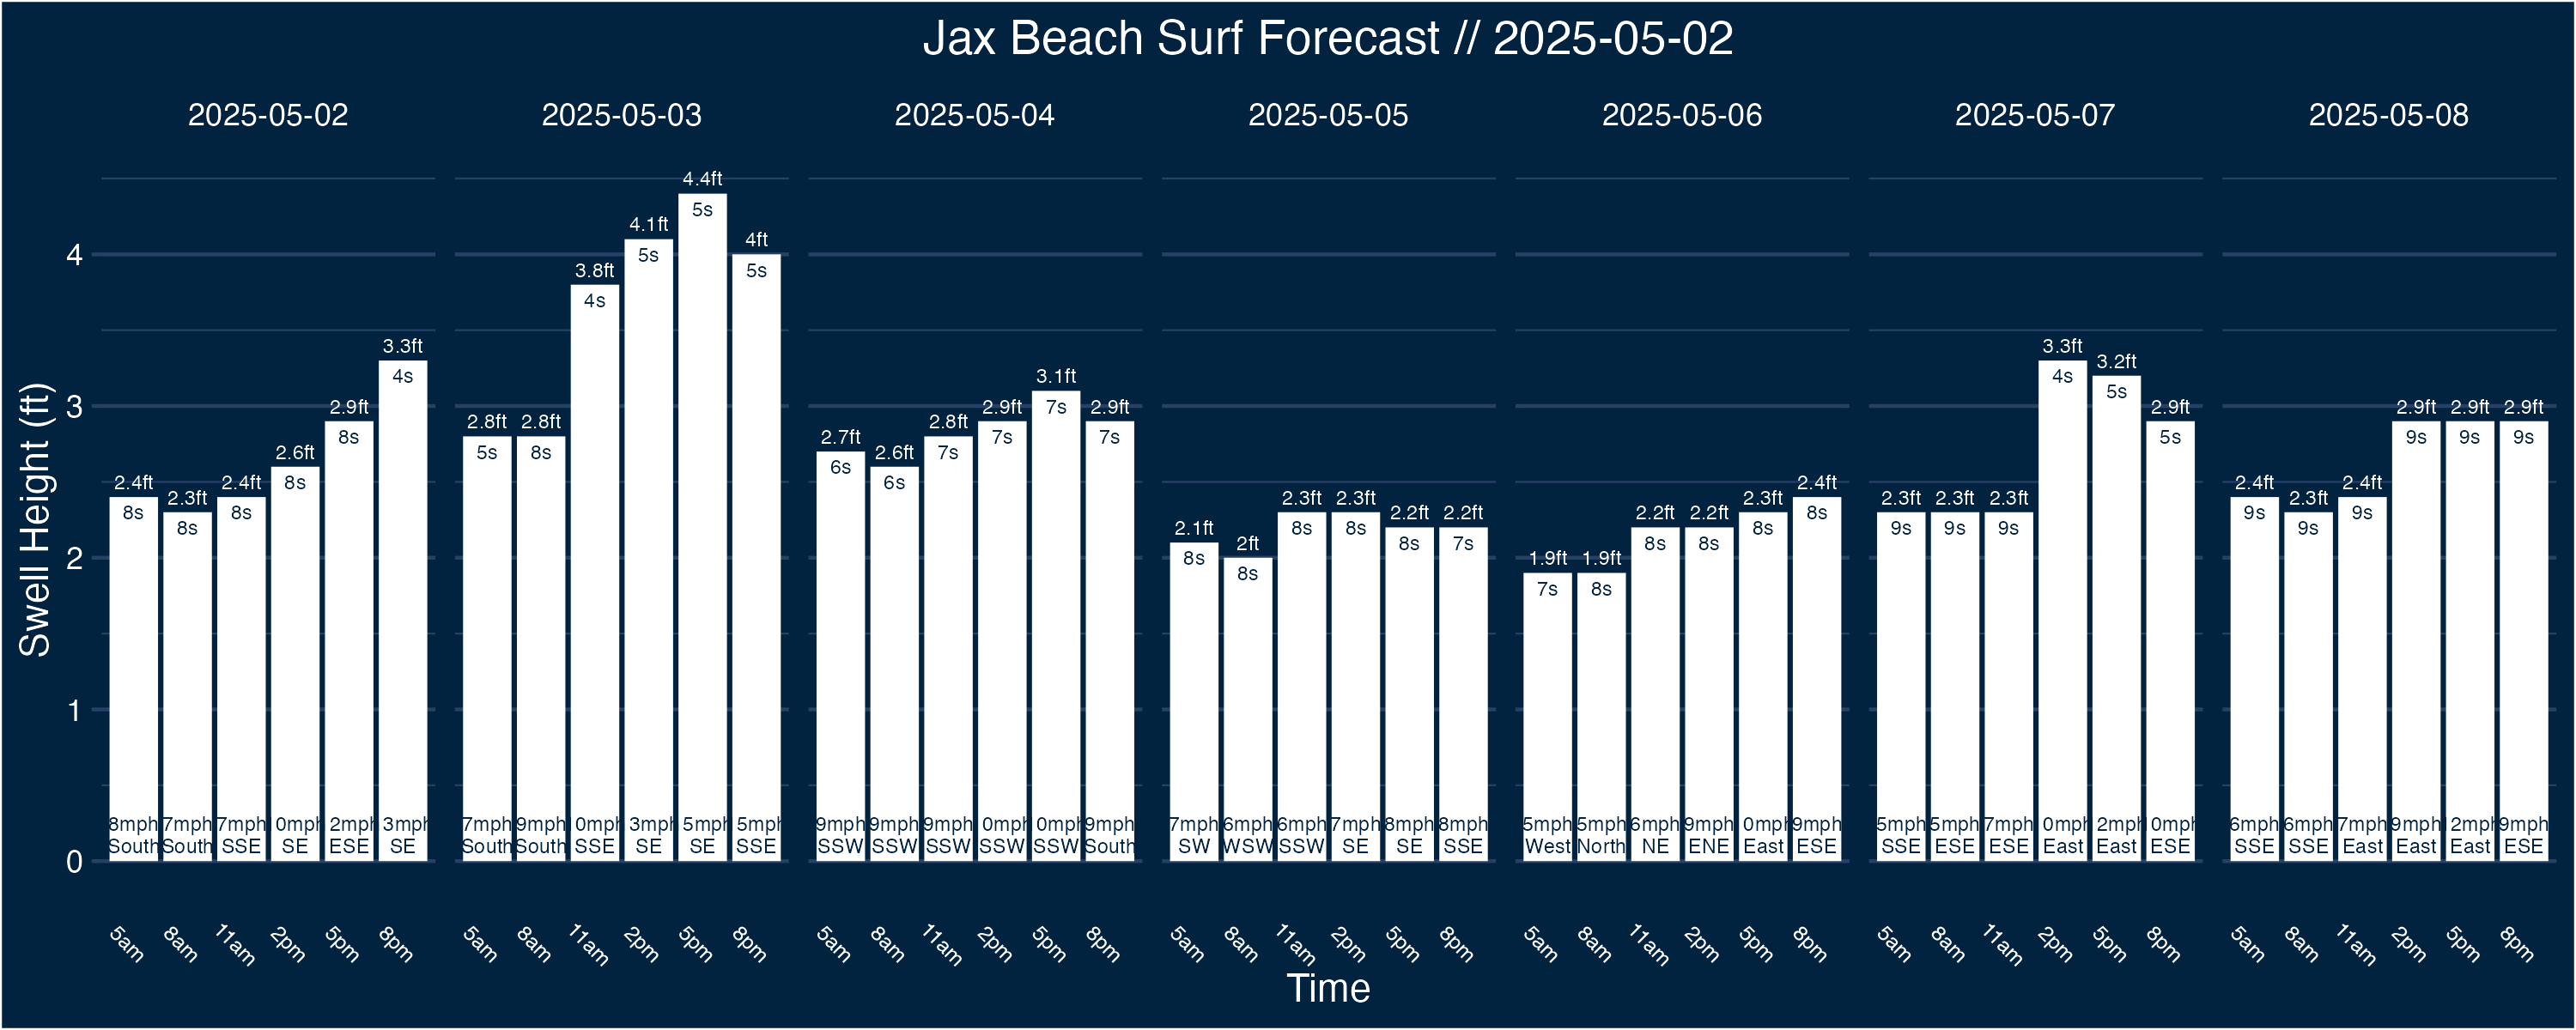 Jax Beach Surf Forecast // 2025-05-02
2025-05-02 2025-05-03 2025-05-04 2025-05-05 2025-05-06 2025-05-07 2025-05-08
Swell Height (ft)
4
3
2
1
0
2.4ft 2.3ft 2.4ft 2.6ft 2.9ft 3.3ft
8s 8s 8s 8s 8s 4s
8mph 7mph 7mph 0mph 2mph 3mph
South South SSE SE ESE SE
5am 8am 11am 2pm 5pm 8pm
2.8ft 2.8ft 3.8ft 4.1ft 4.4ft 4ft
5s 8s 4s 5s 5s 5s
7mph 9mph 0mph 3mph 5mph 5mph
South South SSE SE SE SSE
5am 8am 11am 2pm 5pm 8pm
2.7ft 2.6ft 2.8ft 2.9ft 3.1ft 2.9ft
6s 6s 7s 7s 7s 7s
9mph 9mph 9mph 0mph 0mph 9mph
SSW SSW SSW SSW SSW South
5am 8am 11am 2pm 5pm 8pm
2.1ft 2ft 2.3ft 2.3ft 2.2ft 2.2ft
8s 8s 8s 8s 8s 7s
7mph 6mph 6mph 7mph 8mph 8mph
SW WSW SSW SE SE SSE
5am 8am 11am 2pm 5pm 8pm
1.9ft 1.9ft 2.2ft 2.2ft 2.3ft 2.4ft
7s 8s 8s 8s 8s 8s
5mph 5mph 6mph 9mph 0mph 9mph
West North NE ENE East ESE
5am 8am 11am 2pm 5pm 8pm
2.3ft 2.3ft 2.3ft 3.3ft 3.2ft 2.9ft
9s 9s 9s 4s 5s 5s
5mph 5mph 7mph 0mph 2mph 0mph
SSE ESE ESE East East ESE
5am 8am 11am 2pm 5pm 8pm
2.4ft 2.3ft 2.4ft 2.9ft 2.9ft 2.9ft
9s 9s 9s 9s 9s 9s
6mph 6mph 7mph 9mph 2mph 9mph
SSE SSE East East East ESE
5am 8am 11am 2pm 5pm 8pm
Time